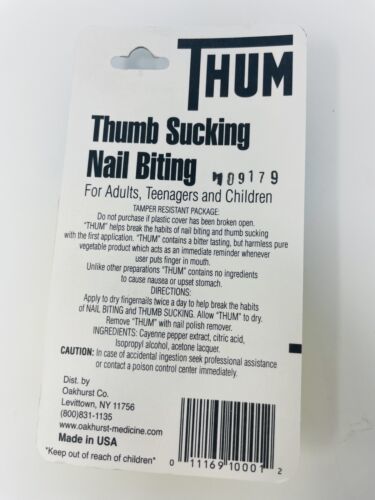 THUM
Thumb Sucking
Nail Biting
109179
For Adults, Teenagers and Children
TAMPER RESISTANT PACKAGE:
Do not purchase if plastic cover has been broken open.
"THUM" helps break the habits of nail biting and thumb sucking
with the first application. "THUM" contains a bitter tasting, but harmless pure
vegetable product which acts as an immediate reminder whenever
user puts finger in mouth.
Unlike other preparations "THUM" contains no ingredients
to cause nausea or upset stomach.
DIRECTIONS:
Apply to dry fingernails twice a day to help break the habits
of NAIL BITING and THUMB SUCKING. Allow "THUM" to dry.
Remove "THUM" with nail polish remover.
INGREDIENTS: Cayenne pepper extract, citric acid,
Isopropyl alcohol, acetone lacquer.
CAUTION: In case of accidental ingestion seek professional assistance
or contact a poison control center immediately.
Dist. by
Oakhurst Co.
Levittown, NY 11756
(800)831-1135
www.oakhurst-medicine.com
Made in USA
"Keep out of reach of children"
0 11169 10001 2